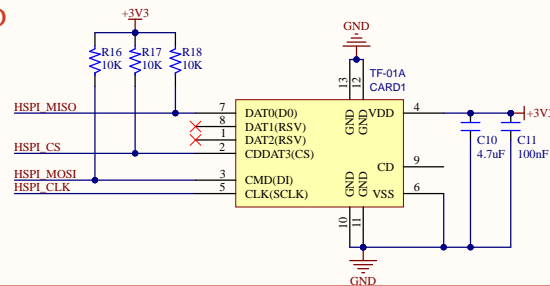 +3V3
GND
R16
10K
R17
10K
R18
10K
13
12
TF-01A
CARD1
HSPI_MISO
7
DAT0(D0)
GND
GND
VDD
4
+3V3
8
DAT1(RSV)
1
DAT2(RSV)
HSPI_CS
2
CDDAT3(CS)
C10
4.7uF
C11
100nF
CD
9
HSPI_MOSI
3
CMD(DI)
HSPI_CLK
5
CLK(SCLK)
GND
GND
VSS
6
10
11
GND